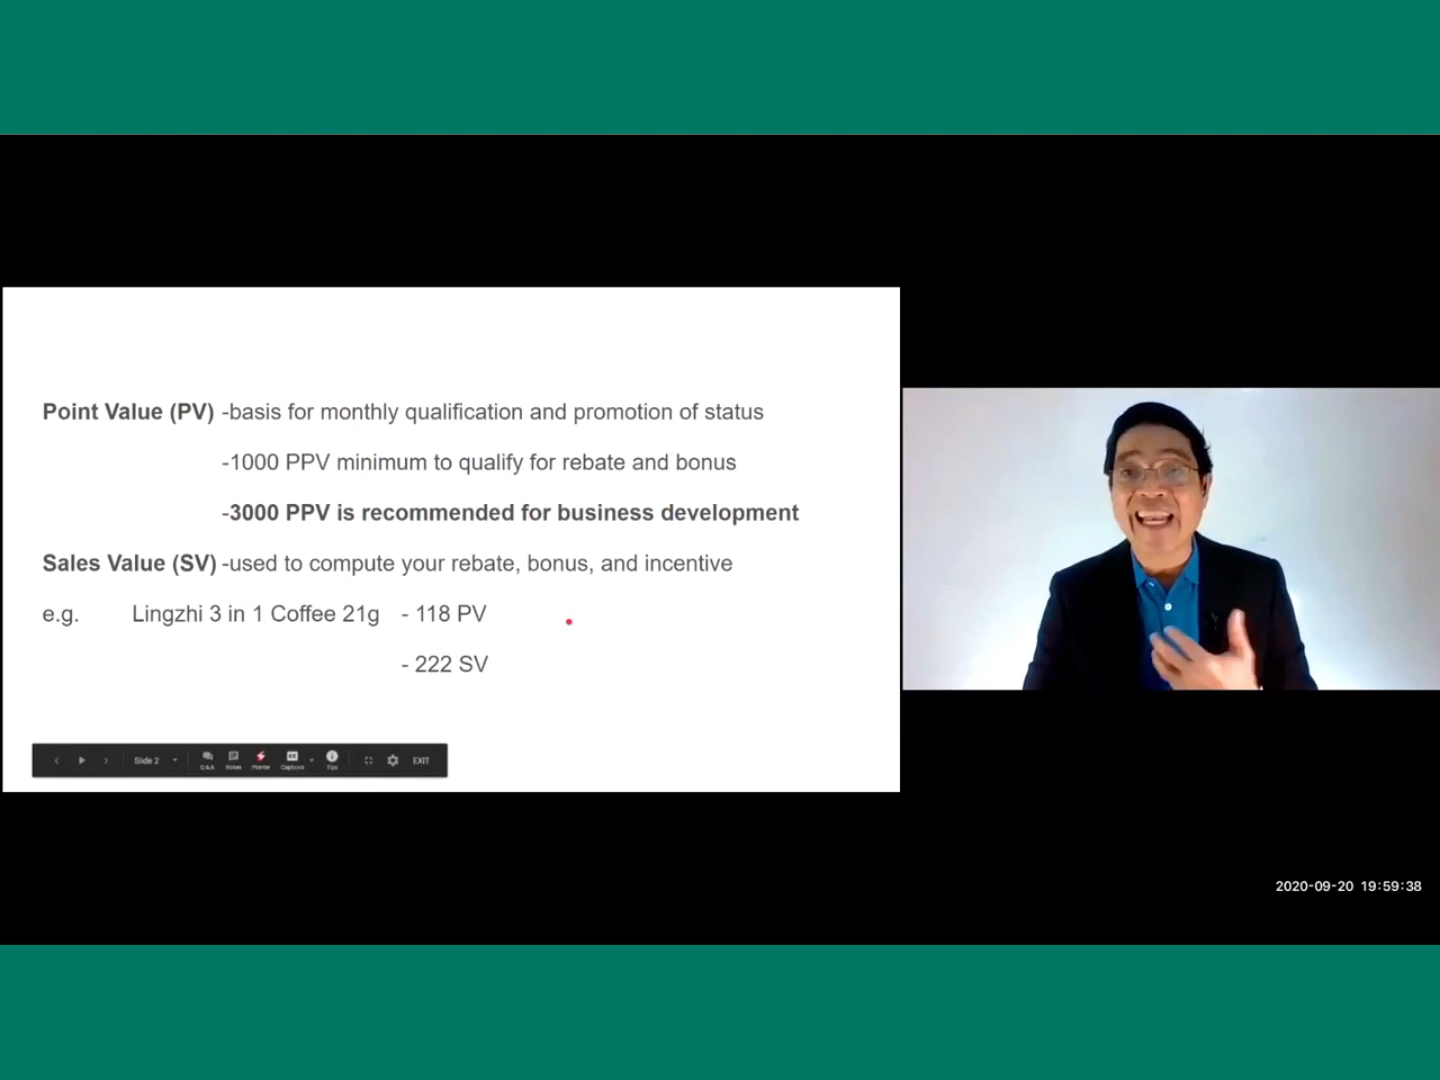 Point Value (PV) -basis for monthly qualification and promotion of status
-1000 PPV minimum to qualify for rebate and bonus
-3000 PPV is recommended for business development
Sales Value (SV) -used to compute your rebate, bonus, and incentive
e.g. Lingzhi 3 in 1 Coffee 21g - 118 PV
- 222 SV
Slide 2 Q&A Notes Pointer Captions Tips EXIT
2020-09-20 19:59:38